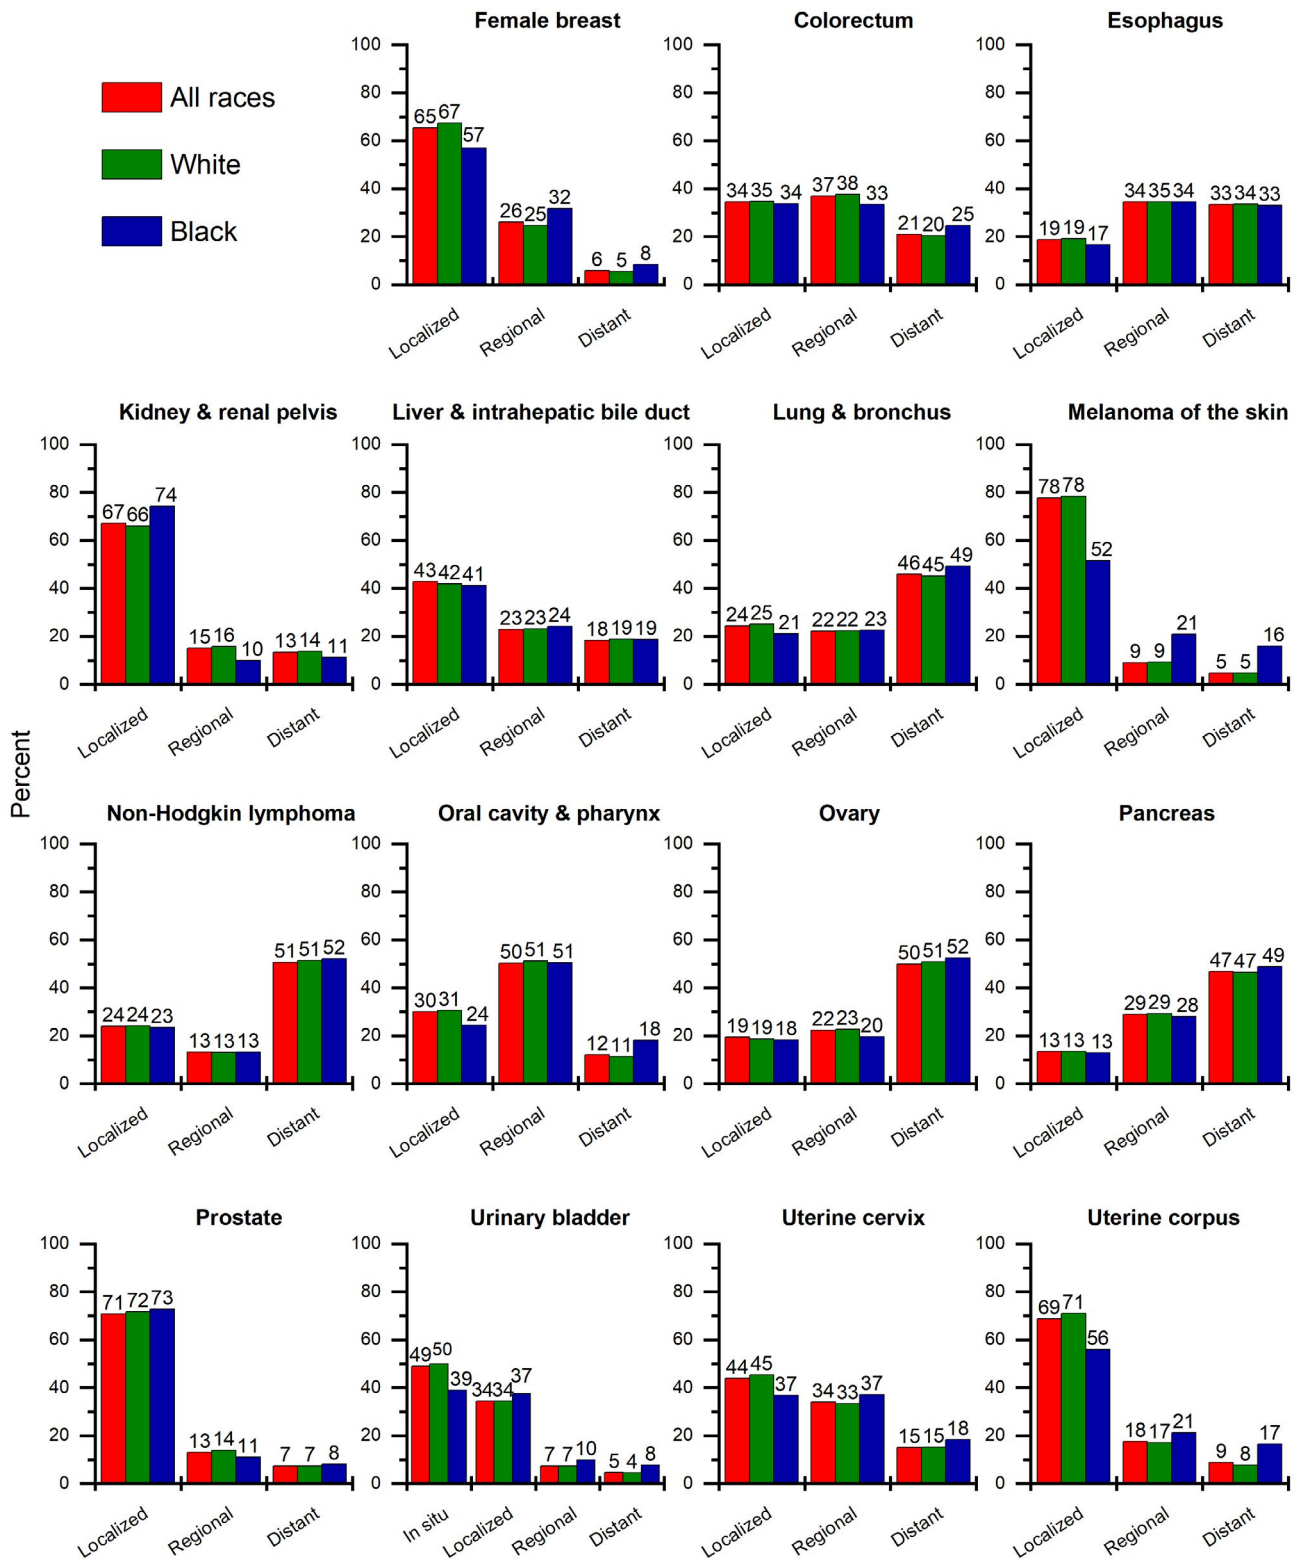 Female breast
Colorectum
Esophagus
All races
White
Black
100
80
60
40
20
0
65 67 57
26 25 32
6 5 8
Localized
Regional
Distant
100
80
60
40
20
0
34 35 34
37 38 33
21 20 25
Localized
Regional
Distant
100
80
60
40
20
0
19 19 17
34 35 34
33 34 33
Localized
Regional
Distant
Percent
Kidney & renal pelvis
Liver & intrahepatic bile duct
Lung & bronchus
Melanoma of the skin
100
80
60
40
20
0
67 66 74
15 16 10
13 14 11
Localized
Regional
Distant
100
80
60
40
20
0
43 42 41
23 23 24
18 19 19
Localized
Regional
Distant
100
80
60
40
20
0
24 25 21
22 22 23
46 45 49
Localized
Regional
Distant
100
80
60
40
20
0
78 78 52
9 9 21
5 5 16
Localized
Regional
Distant
Non-Hodgkin lymphoma
Oral cavity & pharynx
Ovary
Pancreas
100
80
60
40
20
0
24 24 23
13 13 13
51 51 52
Localized
Regional
Distant
100
80
60
40
20
0
30 31 24
50 51 51
12 11 18
Localized
Regional
Distant
100
80
60
40
20
0
19 19 18
22 23 20
50 51 52
Localized
Regional
Distant
100
80
60
40
20
0
13 13 13
29 29 28
47 47 49
Localized
Regional
Distant
Prostate
Urinary bladder
Uterine cervix
Uterine corpus
100
80
60
40
20
0
71 72 73
13 14 11
7 7 8
Localized
Regional
Distant
100
80
60
40
20
0
49 50 39
34 34 37
7 7 10
5 4 8
In situ
Localized
Regional
Distant
100
80
60
40
20
0
44 45 37
34 33 37
15 15 18
Localized
Regional
Distant
100
80
60
40
20
0
69 71 56
18 17 21
9 8 17
Localized
Regional
Distant